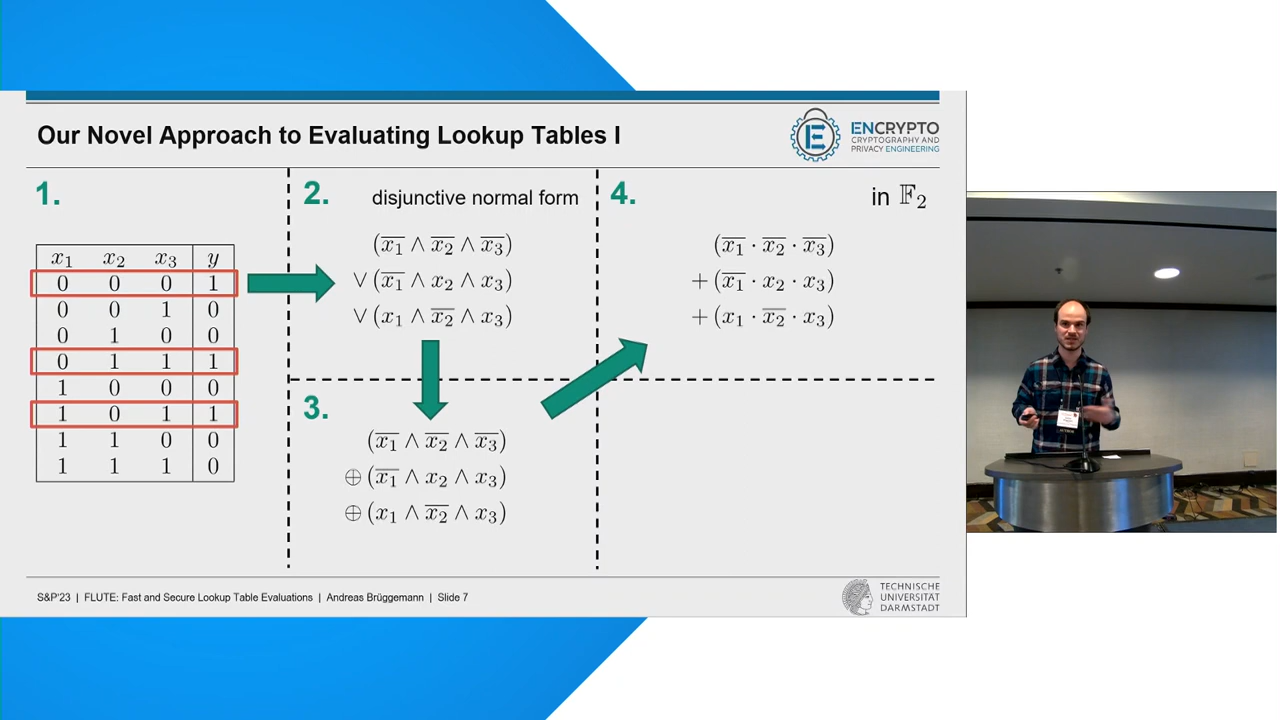 Our Novel Approach to Evaluating Lookup Tables I
ENCRYPTO
CRYPTOGRAPHY AND
PRIVACY ENGINEERING
1.
x₁ x₂ x₃ y
0 0 0 1
0 0 1 0
0 1 0 0
0 1 1 1
1 0 0 0
1 0 1 1
1 1 0 0
1 1 1 0
2.
disjunctive normal form
(x̅₁ ∧ x̅₂ ∧ x̅₃)
∨ (x̅₁ ∧ x₂ ∧ x₃)
∨ (x₁ ∧ x̅₂ ∧ x₃)
3.
(x̅₁ ∧ x̅₂ ∧ x̅₃)
⊕ (x̅₁ ∧ x₂ ∧ x₃)
⊕ (x₁ ∧ x̅₂ ∧ x₃)
4.
in 𝔽₂
(x̅₁ · x̅₂ · x̅₃)
+ (x̅₁ · x₂ · x₃)
+ (x₁ · x̅₂ · x₃)
S&P'23 | FLUTE: Fast and Secure Lookup Table Evaluations | Andreas Brüggemann | Slide 7
TECHNISCHE
UNIVERSITÄT
DARMSTADT